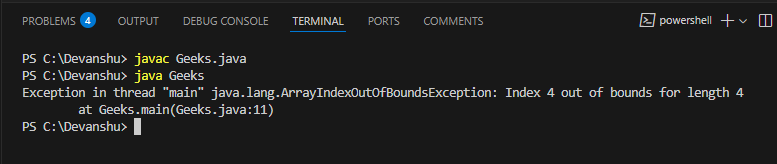 PROBLEMS 4 OUTPUT DEBUG CONSOLE TERMINAL PORTS COMMENTS powershell
PS C:\Devanshu> javac Geeks.java
PS C:\Devanshu> java Geeks
Exception in thread "main" java.lang.ArrayIndexOutOfBoundsException: Index 4 out of bounds for length 4
        at Geeks.main(Geeks.java:11)
PS C:\Devanshu>